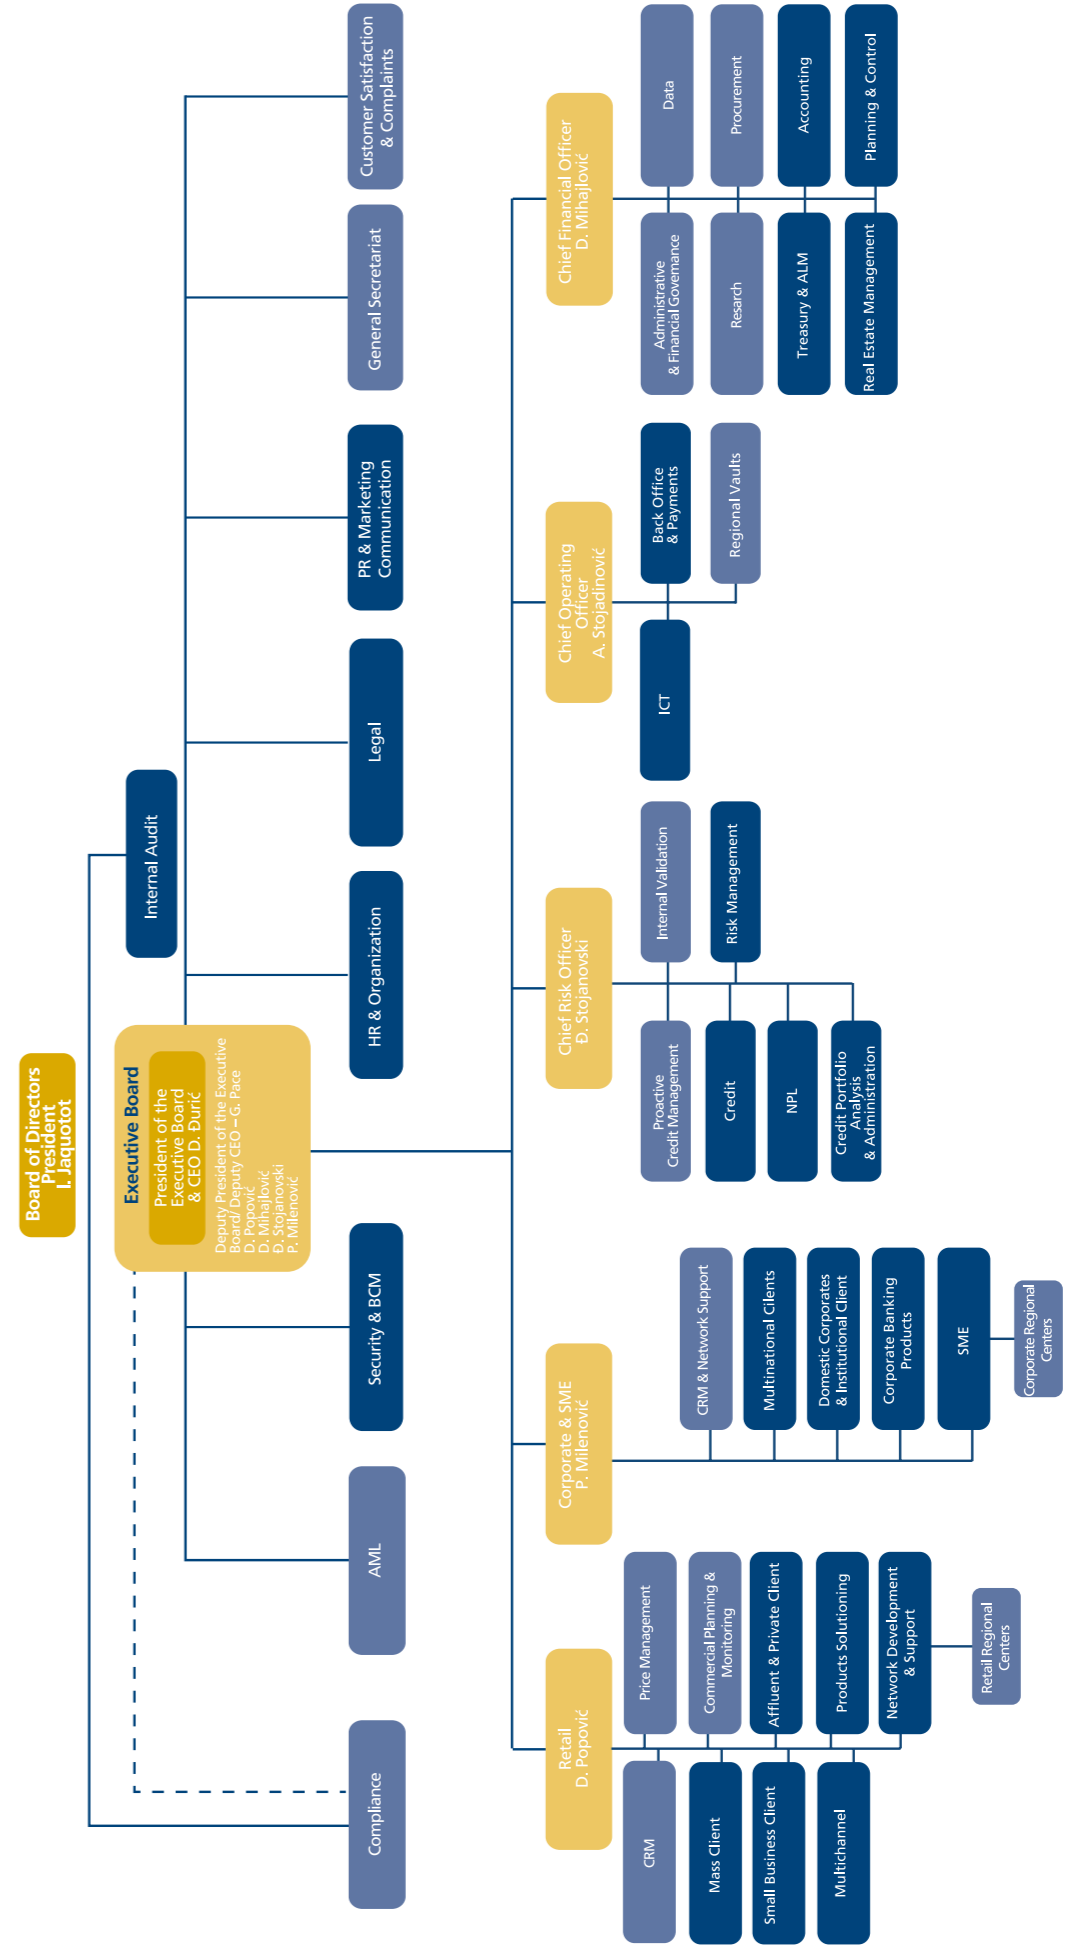 Board of Directors
President
I. Jaquotot
Internal Audit
Executive Board
President of the
Executive Board
& CEO D. Đurić
Deputy President of the Executive
Board/ Deputy CEO – G. Pace
D. Popović
D. Mihajlović
Đ. Stojanovski
P. Milenović
Compliance
AML
Security & BCM
HR & Organization
Legal
PR & Marketing
Communication
General Secretariat
Customer Satisfaction
& Complaints
Retail
D. Popović
CRM
Price Management
Mass Client
Commercial Planning &
Monitoring
Small Business Client
Affluent & Private Client
Multichannel
Products Solutioning
Network Development
& Support
Retail Regional
Centers
Corporate & SME
P. Milenović
CRM & Network Support
Multinational Cilents
Domestic Corporates
& Institutional Client
Corporate Banking
Products
SME
Corporate Regional
Centers
Chief Risk Officer
Đ. Stojanovski
Proactive
Credit Management
Internal Validation
Credit
Risk Management
NPL
Credit Portfolio
Analysis
& Administration
Chief Operating
Officer
A. Stojadinović
ICT
Back Office
& Payments
Regional Vaults
Chief Financial Officer
D. Mihajlović
Administrative
& Financial Governance
Data
Resarch
Procurement
Treasury & ALM
Accounting
Real Estate Management
Planning & Control